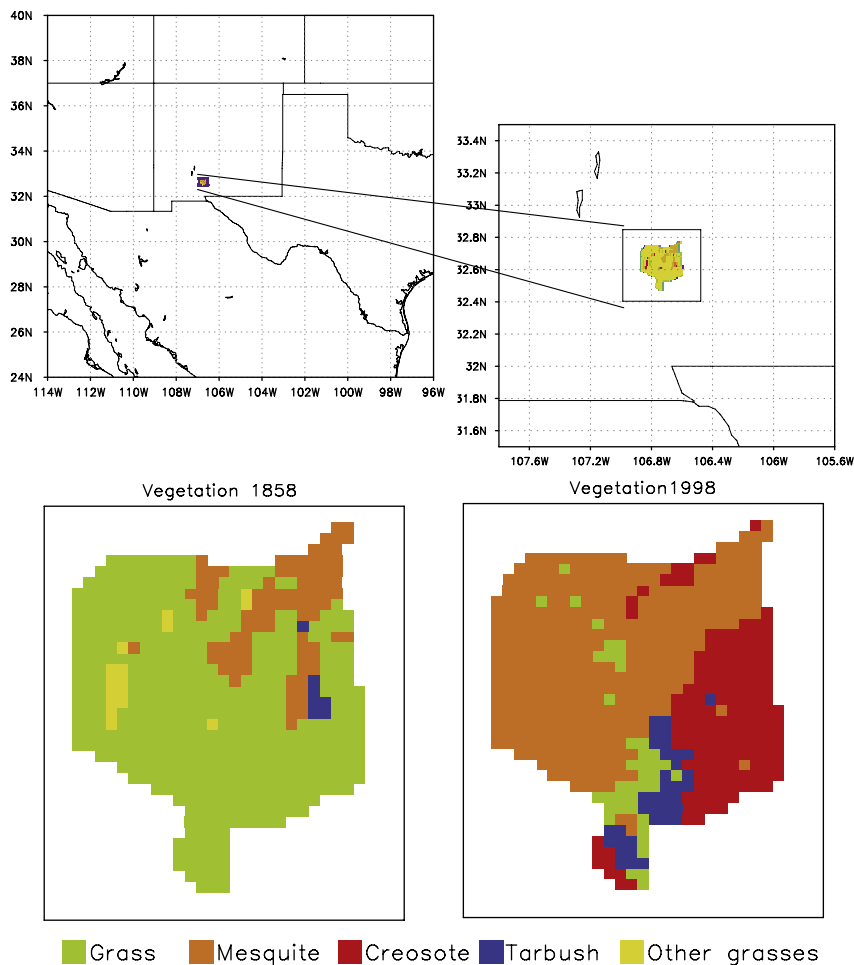 40N
38N
36N
34N
32N
30N
28N
26N
24N
114W 112W 110W 108W 106W 104W 102W 100W 98W 96W
33.4N
33.2N
33N
32.8N
32.6N
32.4N
32.2N
32N
31.8N
31.6N
107.6W 107.2W 106.8W 106.4W 106W 105.6W
Vegetation 1858
Vegetation1998
Grass Mesquite Creosote Tarbush Other grasses